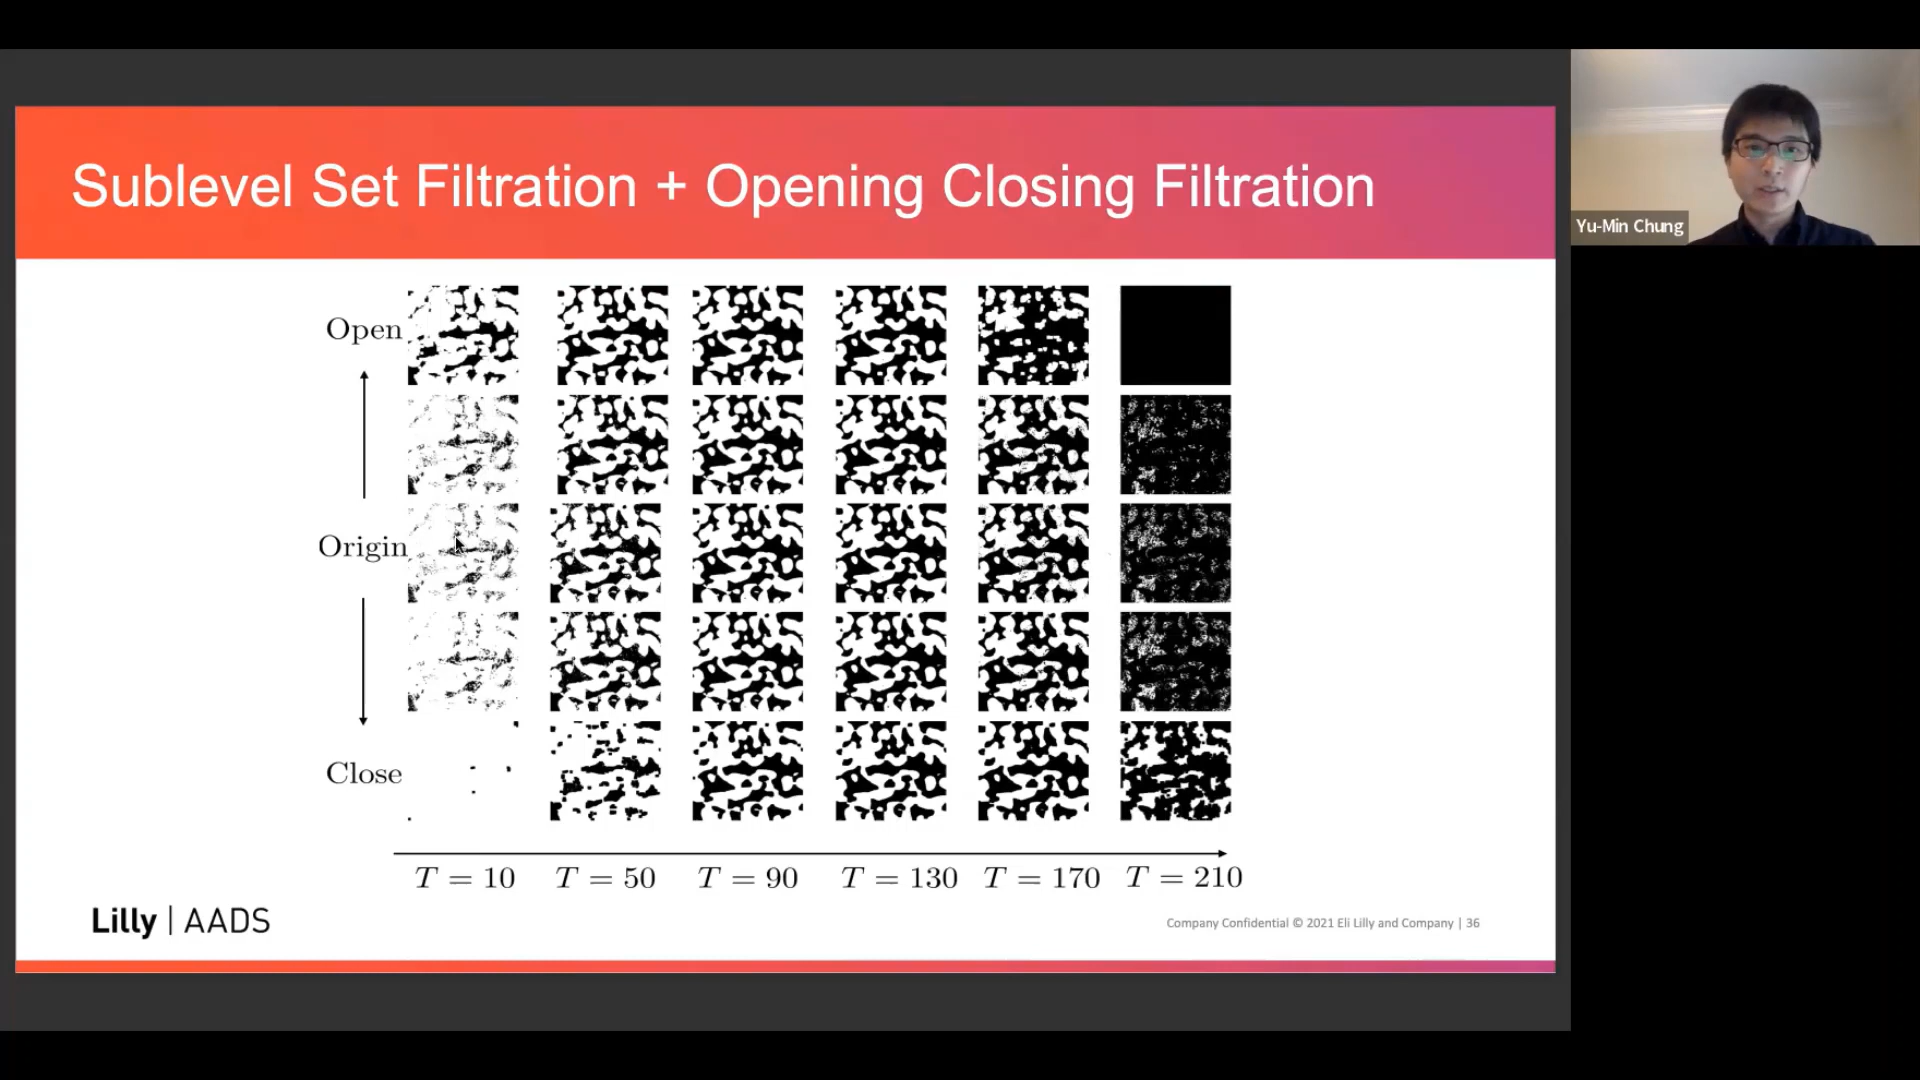 Sublevel Set Filtration + Opening Closing Filtration
Yu-Min Chung
Open
Origin
Close
T = 10 T = 50 T = 90 T = 130 T = 170 T = 210
Lilly | AADS
Company Confidential © 2021 Eli Lilly and Company | 36